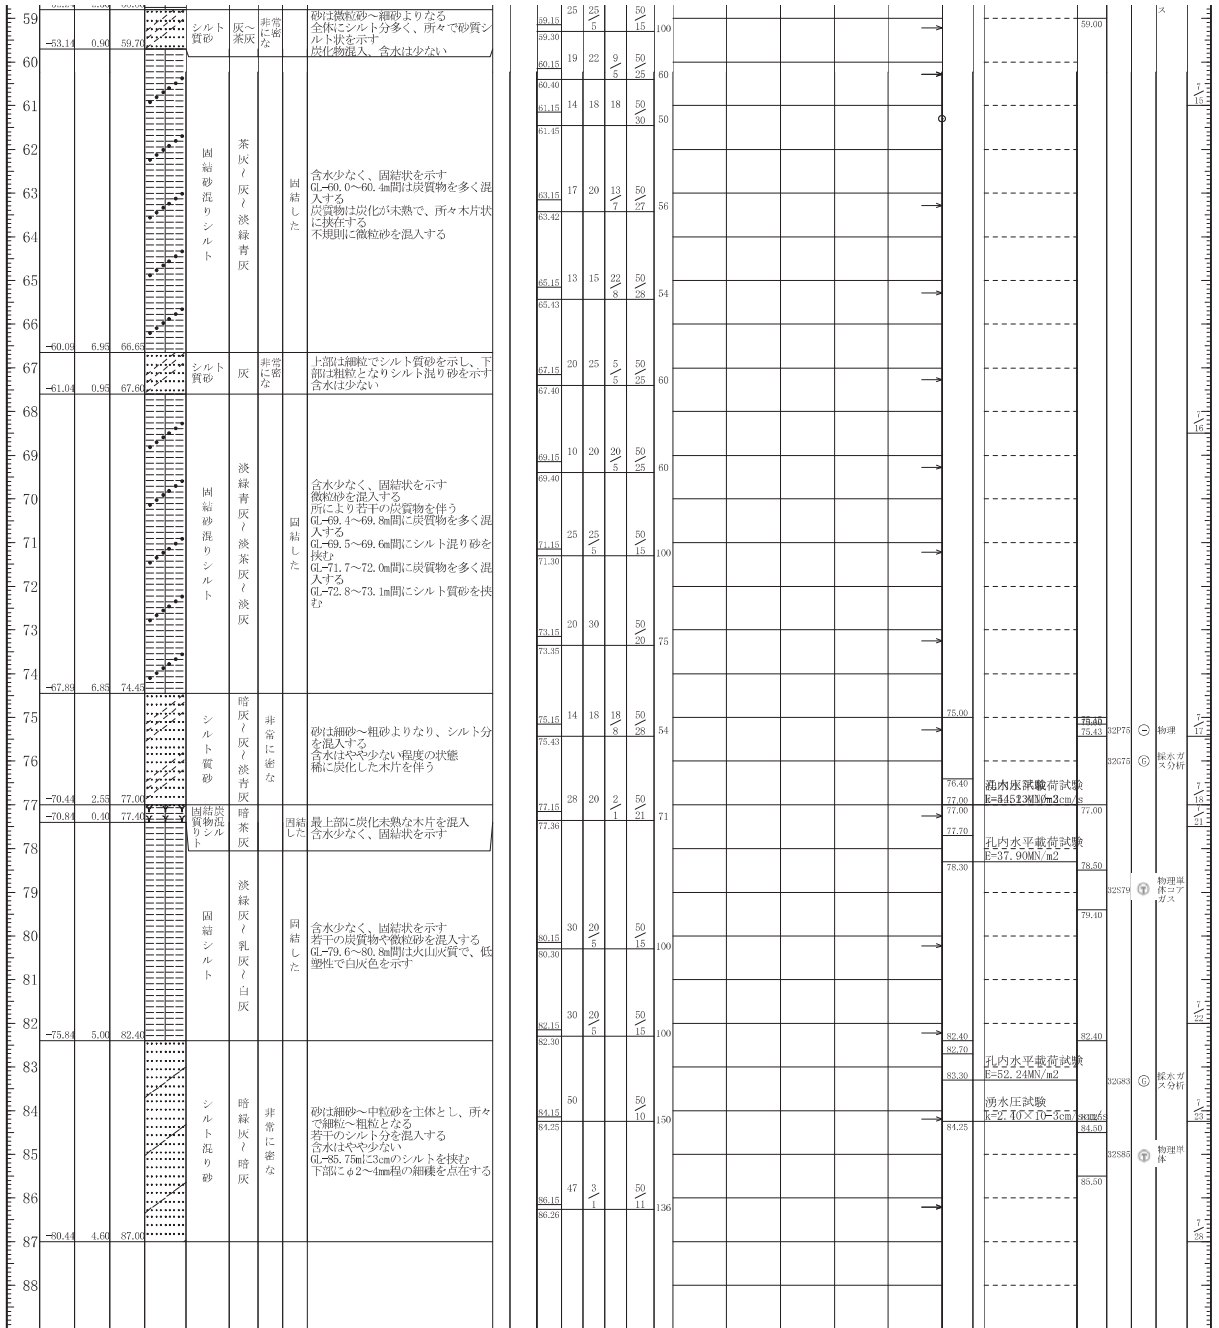 59
-53.14 0.90 59.70
シルト質砂
灰～茶灰
非常に密な
砂は微粒砂～細砂よりなる
全体にシルト分多く、所々で砂質シ
ルト状を示す
炭化物混入、含水は少ない
59.15 25 25/5 50/15 100
59.30
59.00
ス
60
60.15 19 22 9/5 50/25 60
60.40
61
61.15 14 18 18 50/30 50
61.45
7/15
62
固結砂混りシルト
茶灰～灰～淡緑青灰
固結した
含水少なく、固結状を示す
GL-60.0～60.4m間は炭質物を多く混
入する
炭質物は炭化が未熟で、所々木片状
に挟在する
不規則に微粒砂を混入する
63
63.15 17 20 13/7 50/27 56
63.42
64
65
65.15 13 15 22/8 50/28 54
65.43
66
-60.09 6.95 66.65
67
シルト質砂
灰
非常に密な
上部は細粒でシルト質砂を示し、下
部は粗粒となりシルト混り砂を示す
含水は少ない
67.15 20 25 5/5 50/25 60
67.40
-61.04 0.95 67.60
68
7/16
69
69.15 10 20 20/5 50/25 60
69.40
70
固結砂混りシルト
淡緑青灰～淡茶灰～淡灰
固結した
含水少なく、固結状を示す
微粒砂を混入する
所により若干の炭質物を伴う
GL-69.4～69.8m間に炭質物を多く混
入する
GL-69.5～69.6m間にシルト混り砂を
挟む
GL-71.7～72.0m間に炭質物を多く混
入する
GL-72.8～73.1m間にシルト質砂を挟
む
71
71.15 25 25/5 50/15 100
71.30
72
73
73.15 20 30 50/20 75
73.35
74
-67.89 6.85 74.45
75
シルト質砂
暗灰～灰～淡青灰
非常に密な
砂は細砂～粗砂よりなり、シルト分
を混入する
含水はやや少ない程度の状態
稀に炭化した木片を伴う
75.15 14 18 18/8 50/28 54
75.43
75.00
75.43 32P75 物理
7/17
76
32G75 G 採水ガス分析
76.40
77.00
7/18
-70.44 2.55 77.00
77
固結炭質物混りシルト
暗茶灰
固結した
最上部に炭化未熟な木片を混入
含水少なく、固結状を示す
77.15 28 20 2/1 50/21 71
77.36
77.00
77.00
7/21
-70.84 0.40 77.40
77.70
孔内水平載荷試験
E=37.90MN/m2
78
78.30
78.50
79
32S79 T 物理単体コアガス
79.40
固結シルト
淡緑灰～乳灰～白灰
固結した
含水少なく、固結状を示す
若干の炭質物や微粒砂を混入する
GL-79.6～80.8m間は火山灰質で、低
塑性で白灰色を示す
80
80.15 30 20/5 50/15 100
80.30
81
82
82.15 30 20/5 50/15 100
82.30
7/22
-75.84 5.00 82.40
82.40
82.40
82.70
孔内水平載荷試験
E=52.24MN/m2
83
83.30
32G83 G 採水ガス分析
湧水圧試験
k=2.40×10-3cm/s
84
84.15 50 50/10 150
84.25
84.25
84.50
7/23
シルト混り砂
暗緑灰～暗灰
非常に密な
砂は細砂～中粒砂を主体とし、所々
で細粒～粗粒となる
若干のシルト分を混入する
含水はやや少ない
GL-85.75mに3cmのシルトを挟む
下部にφ2～4mm程の細礫を点在する
85
32S85 T 物理単体
85.50
86
86.15 47 3/1 50/11 136
86.26
-80.44 4.60 87.00
87
7/28
88